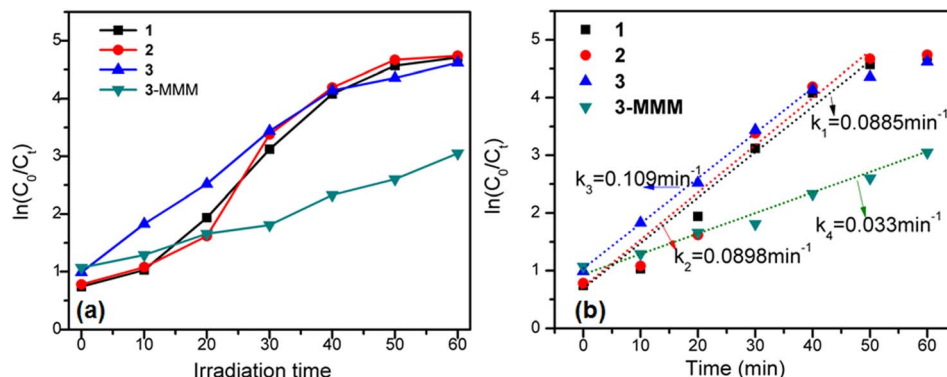 5
4
3
2
1
0
ln(C₀/Cₜ)
1
2
3
3-MMM
(a)
0 10 20 30 40 50 60
Irradiation time
5
4
3
2
1
0
ln(C₀/Cₜ)
1
2
3
3-MMM
k₁=0.0885min⁻¹
k₃=0.109min⁻¹
k₄=0.033min⁻¹
k₂=0.0898min⁻¹
(b)
0 10 20 30 40 50 60
Time (min)